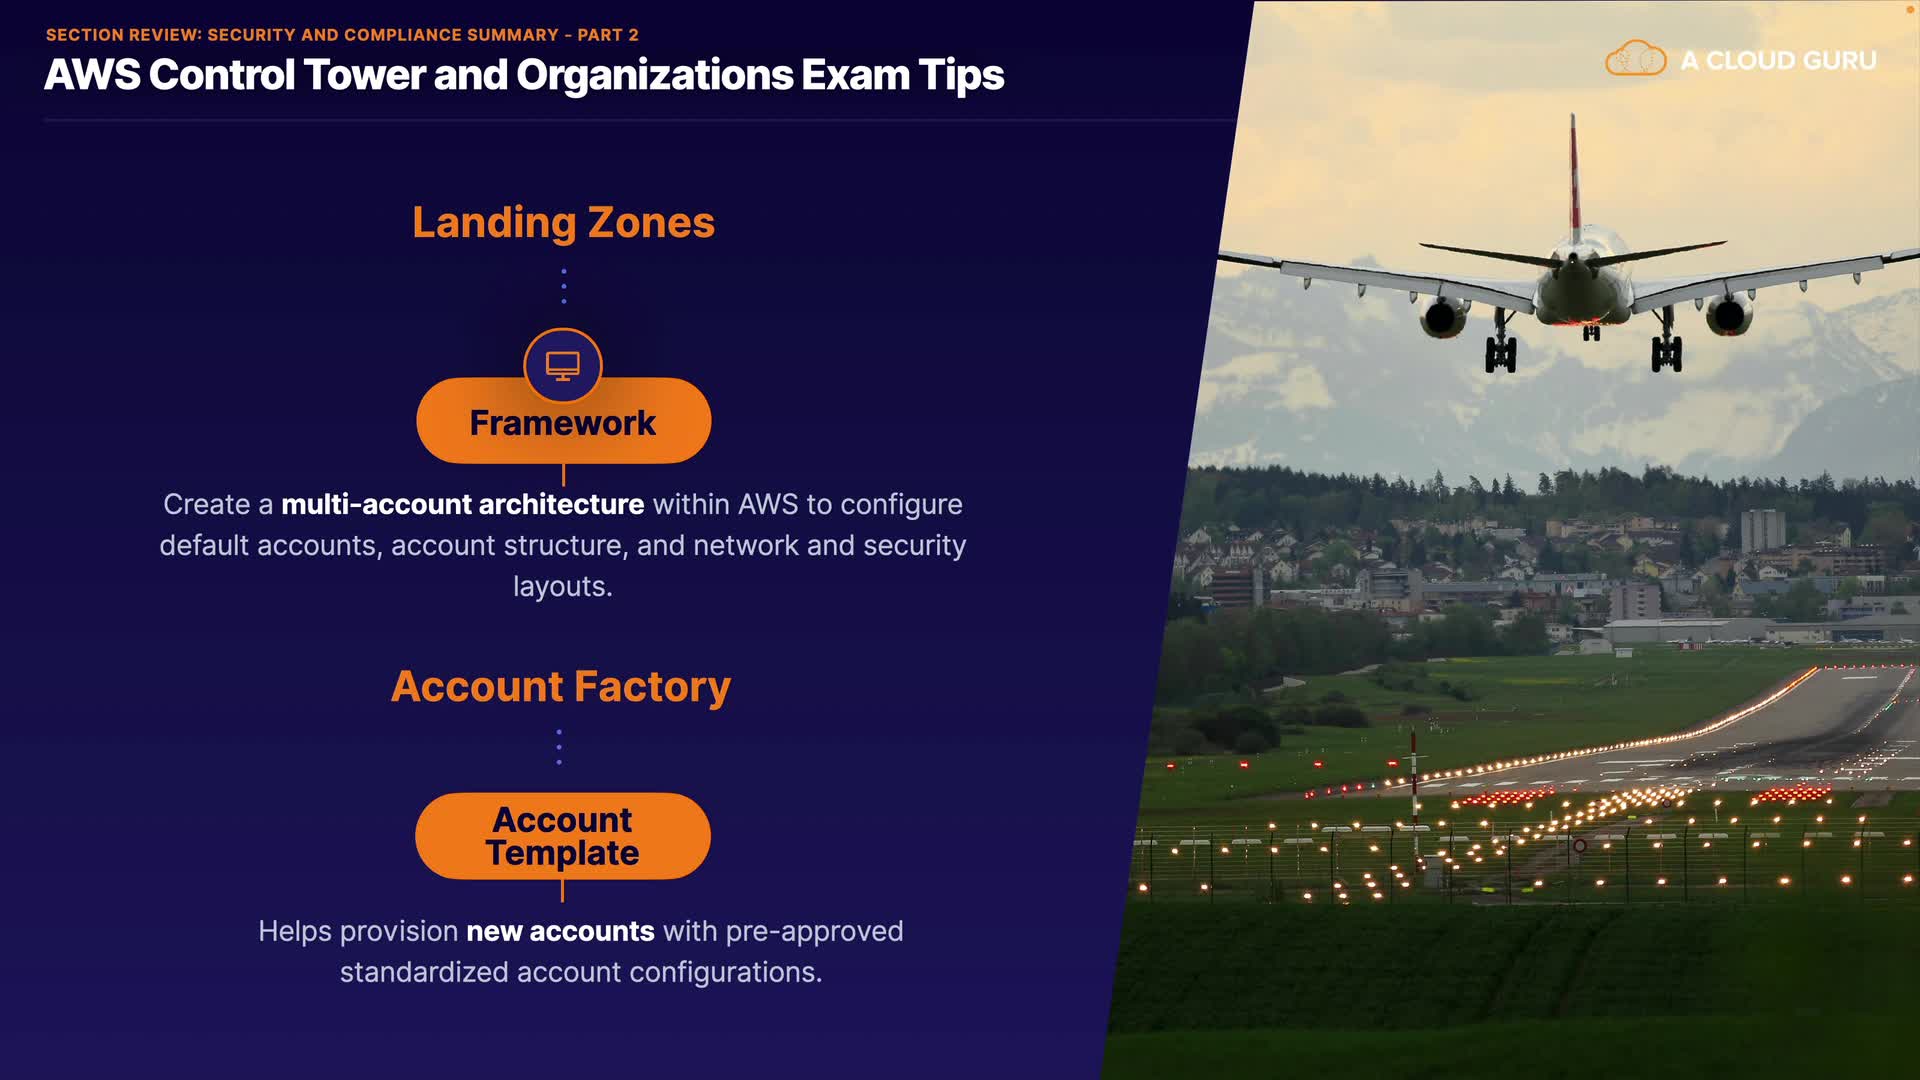 SECTION REVIEW: SECURITY AND COMPLIANCE SUMMARY - PART 2
AWS Control Tower and Organizations Exam Tips
A CLOUD GURU
Landing Zones
Framework
Create a multi-account architecture within AWS to configure
default accounts, account structure, and network and security
layouts.
Account Factory
Account
Template
Helps provision new accounts with pre-approved
standardized account configurations.